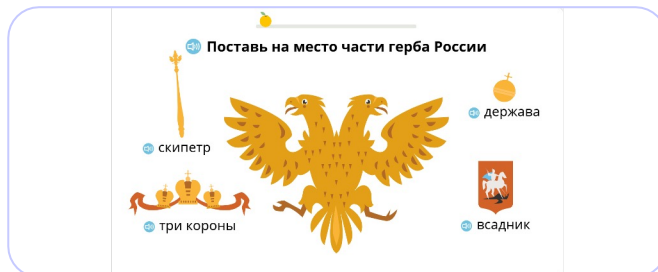 Поставь на место части герба России
скипетр
держава
три короны
всадник